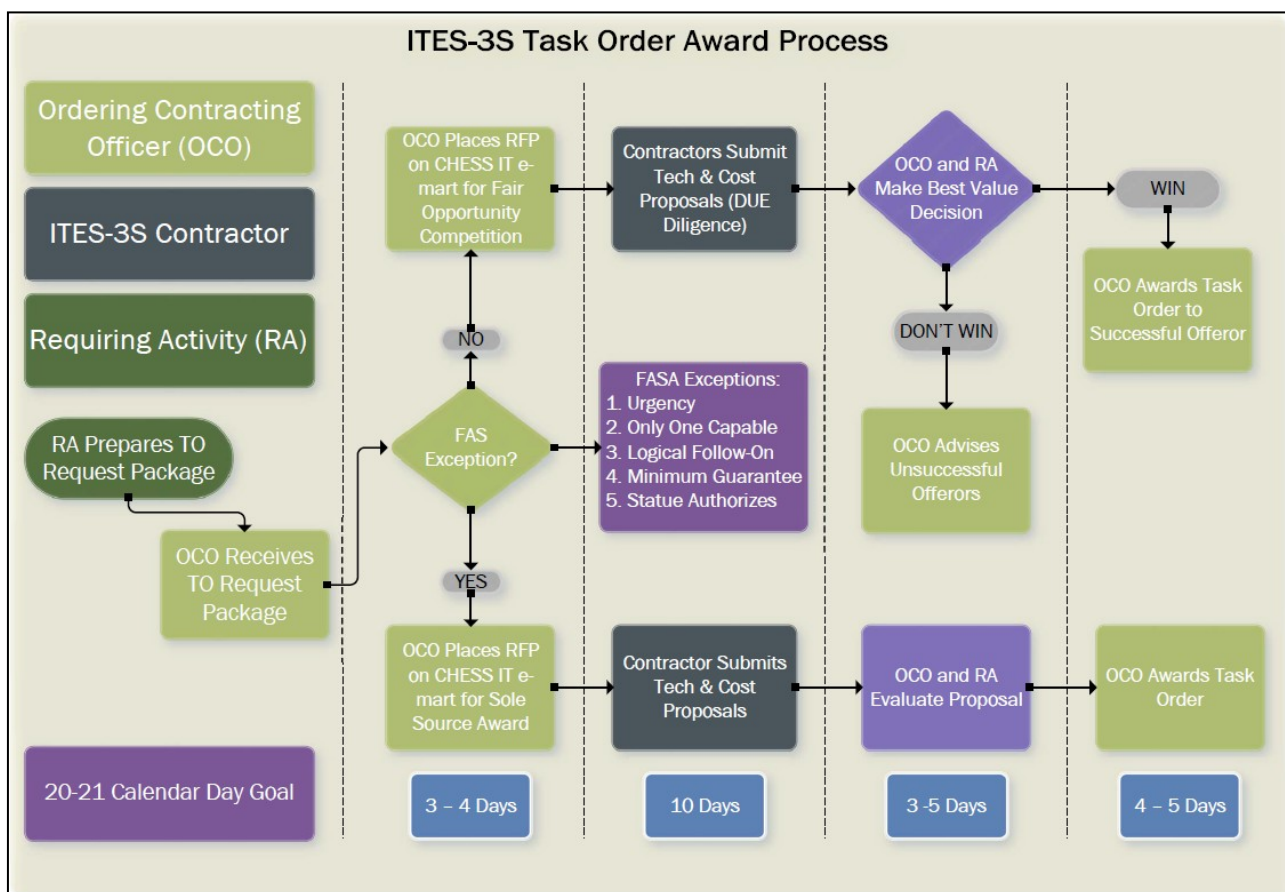 ITES-3S Task Order Award Process
Ordering Contracting
Officer (OCO)
ITES-3S Contractor
Requiring Activity (RA)
RA Prepares TO
Request Package
OCO Receives
TO Request
Package
20-21 Calendar Day Goal
OCO Places RFP
on CHESS IT e-
mart for Fair
Opportunity
Competition
NO
FAS
Exception?
YES
OCO Places RFP
on CHESS IT e-
mart for Sole
Source Award
3 – 4 Days
Contractors Submit
Tech & Cost
Proposals (DUE
Diligence)
FASA Exceptions:
1. Urgency
2. Only One Capable
3. Logical Follow-On
4. Minimum Guarantee
5. Statue Authorizes
Contractor Submits
Tech & Cost
Proposals
10 Days
OCO and RA
Make Best Value
Decision
DON'T WIN
OCO Advises
Unsuccessful
Offerors
OCO and RA
Evaluate Proposal
3 -5 Days
WIN
OCO Awards Task
Order to
Successful Offeror
OCO Awards Task
Order
4 – 5 Days